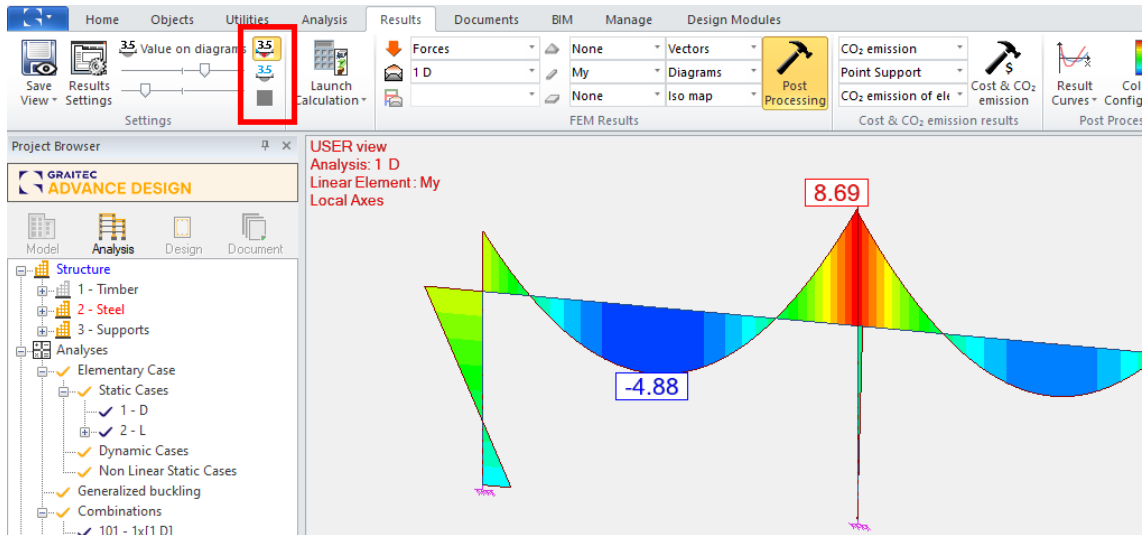 Home Objects Utilities Analysis Results Documents BIM Manage Design Modules
3.5 Value on diagrams 3.5
3.5
Save View
Results Settings
Launch Calculation
Settings
Forces
1 D
None Vectors
My Diagrams
None Iso map
Post Processing
FEM Results
CO₂ emission
Point Support
CO₂ emission of ele
Cost & CO₂ emission
Cost & CO₂ emission results
Result Curves
Post Proces
Project Browser
GRAITEC
ADVANCE DESIGN
Model Analysis Design Document
Structure
1 - Timber
2 - Steel
3 - Supports
Analyses
Elementary Case
Static Cases
1 - D
2 - L
Dynamic Cases
Non Linear Static Cases
Generalized buckling
Combinations
101 - 1x[1 D]
USER view
Analysis: 1 D
Linear Element : My
Local Axes
8.69
-4.88